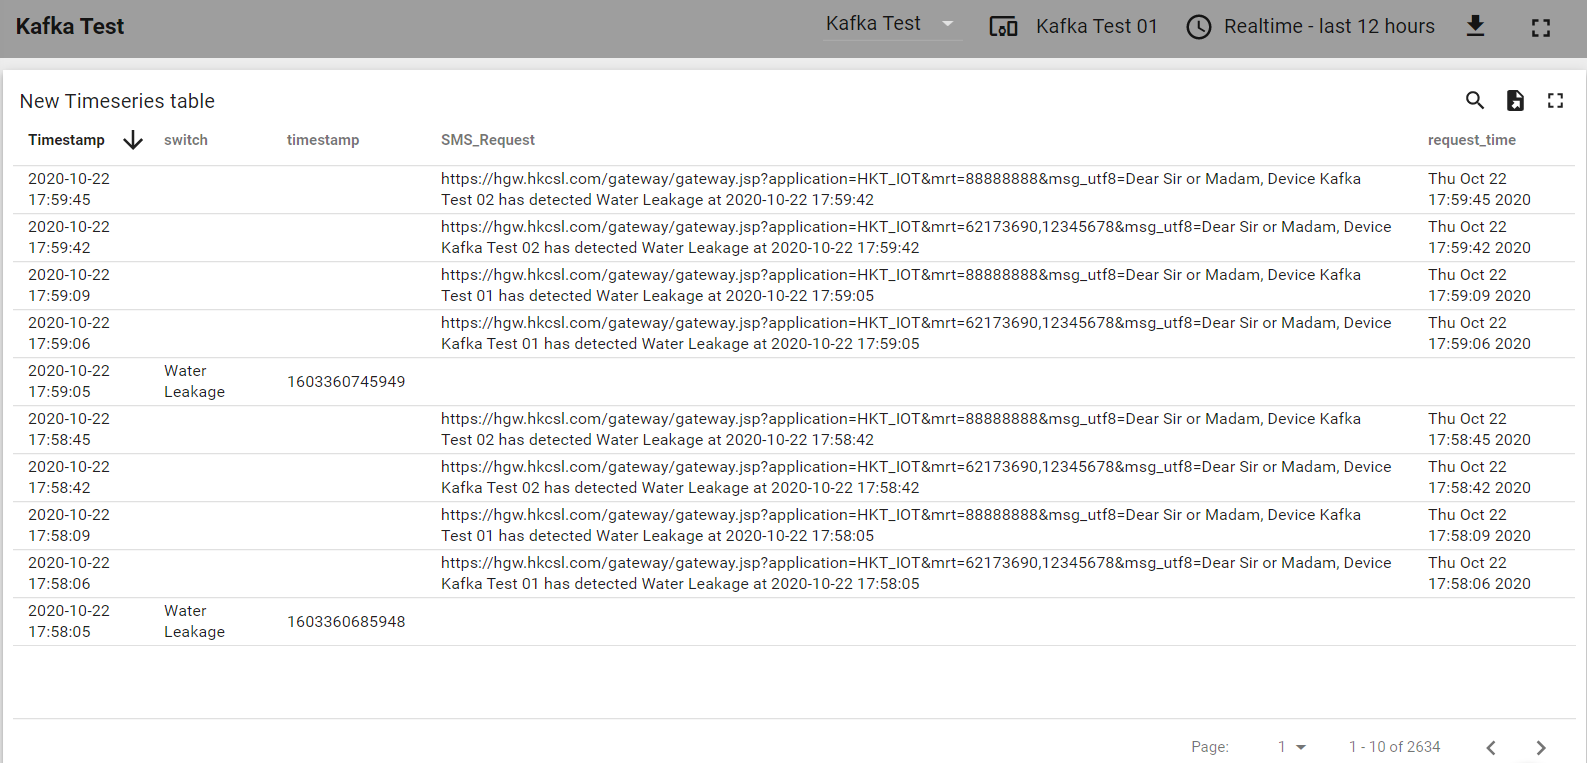 Kafka Test
Kafka Test
Kafka Test 01
Realtime - last 12 hours
New Timeseries table
Timestamp switch timestamp SMS_Request request_time
2020-10-22 https://hgw.hkcsl.com/gateway/gateway.jsp?application=HKT_IOT&mrt=88888888&msg_utf8=Dear Sir or Madam, Device Kafka Thu Oct 22
17:59:45 Test 02 has detected Water Leakage at 2020-10-22 17:59:42 17:59:45 2020
2020-10-22 https://hgw.hkcsl.com/gateway/gateway.jsp?application=HKT_IOT&mrt=62173690,12345678&msg_utf8=Dear Sir or Madam, Device Thu Oct 22
17:59:42 Kafka Test 02 has detected Water Leakage at 2020-10-22 17:59:42 17:59:42 2020
2020-10-22 https://hgw.hkcsl.com/gateway/gateway.jsp?application=HKT_IOT&mrt=88888888&msg_utf8=Dear Sir or Madam, Device Kafka Thu Oct 22
17:59:09 Test 01 has detected Water Leakage at 2020-10-22 17:59:05 17:59:09 2020
2020-10-22 https://hgw.hkcsl.com/gateway/gateway.jsp?application=HKT_IOT&mrt=62173690,12345678&msg_utf8=Dear Sir or Madam, Device Thu Oct 22
17:59:06 Kafka Test 01 has detected Water Leakage at 2020-10-22 17:59:05 17:59:06 2020
2020-10-22 Water
17:59:05 Leakage 1603360745949
2020-10-22 https://hgw.hkcsl.com/gateway/gateway.jsp?application=HKT_IOT&mrt=88888888&msg_utf8=Dear Sir or Madam, Device Kafka Thu Oct 22
17:58:45 Test 02 has detected Water Leakage at 2020-10-22 17:58:42 17:58:45 2020
2020-10-22 https://hgw.hkcsl.com/gateway/gateway.jsp?application=HKT_IOT&mrt=62173690,12345678&msg_utf8=Dear Sir or Madam, Device Thu Oct 22
17:58:42 Kafka Test 02 has detected Water Leakage at 2020-10-22 17:58:42 17:58:42 2020
2020-10-22 https://hgw.hkcsl.com/gateway/gateway.jsp?application=HKT_IOT&mrt=88888888&msg_utf8=Dear Sir or Madam, Device Kafka Thu Oct 22
17:58:09 Test 01 has detected Water Leakage at 2020-10-22 17:58:05 17:58:09 2020
2020-10-22 https://hgw.hkcsl.com/gateway/gateway.jsp?application=HKT_IOT&mrt=62173690,12345678&msg_utf8=Dear Sir or Madam, Device Thu Oct 22
17:58:06 Kafka Test 01 has detected Water Leakage at 2020-10-22 17:58:05 17:58:06 2020
2020-10-22 Water
17:58:05 Leakage 1603360685948
Page: 1 1 - 10 of 2634